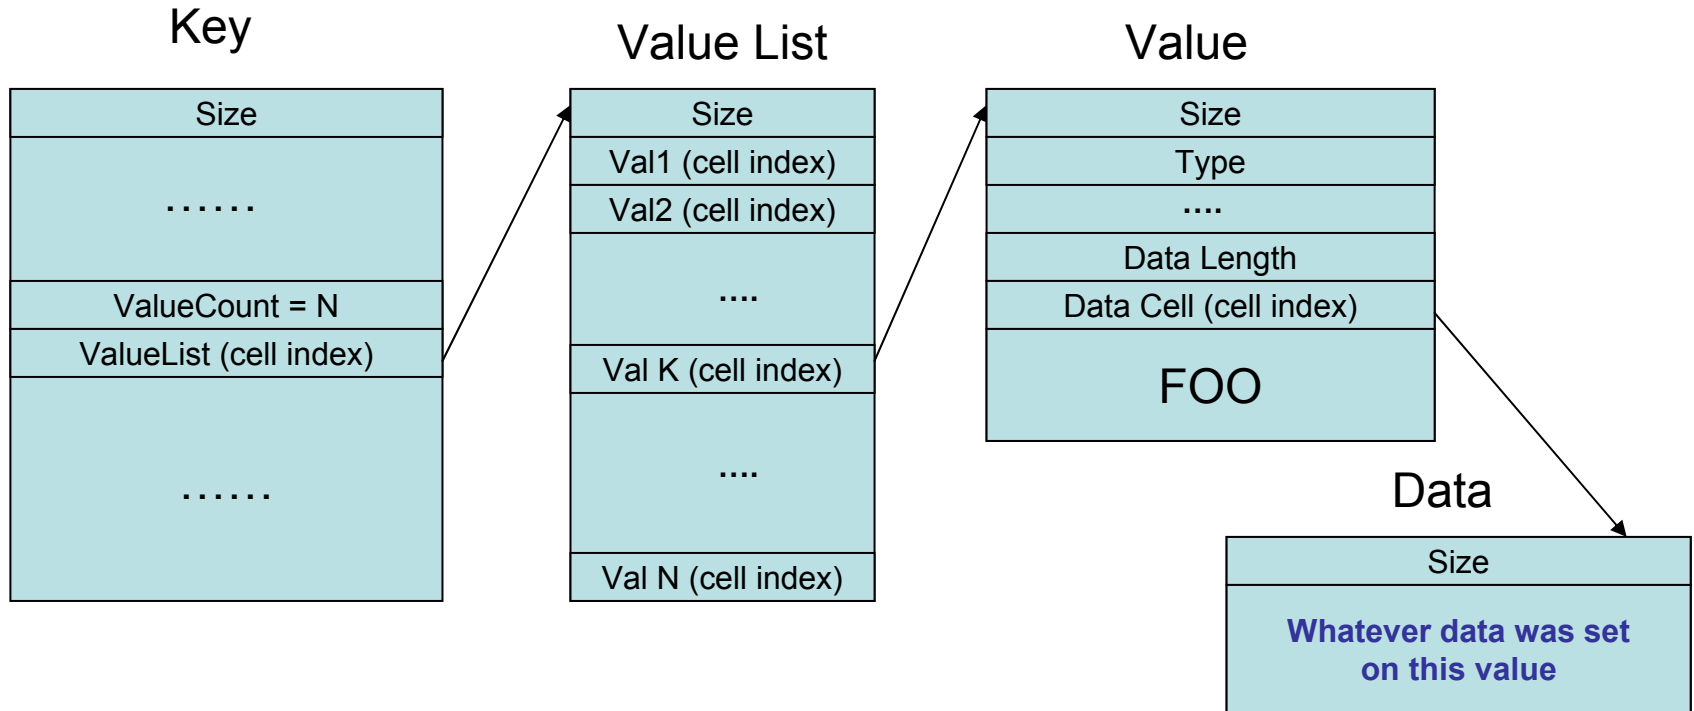 Key
Size
......
ValueCount = N
ValueList (cell index)
......
Value List
Size
Val1 (cell index)
Val2 (cell index)
....
Val K (cell index)
....
Val N (cell index)
Value
Size
Type
....
Data Length
Data Cell (cell index)
FOO
Data
Size
Whatever data was set
on this value